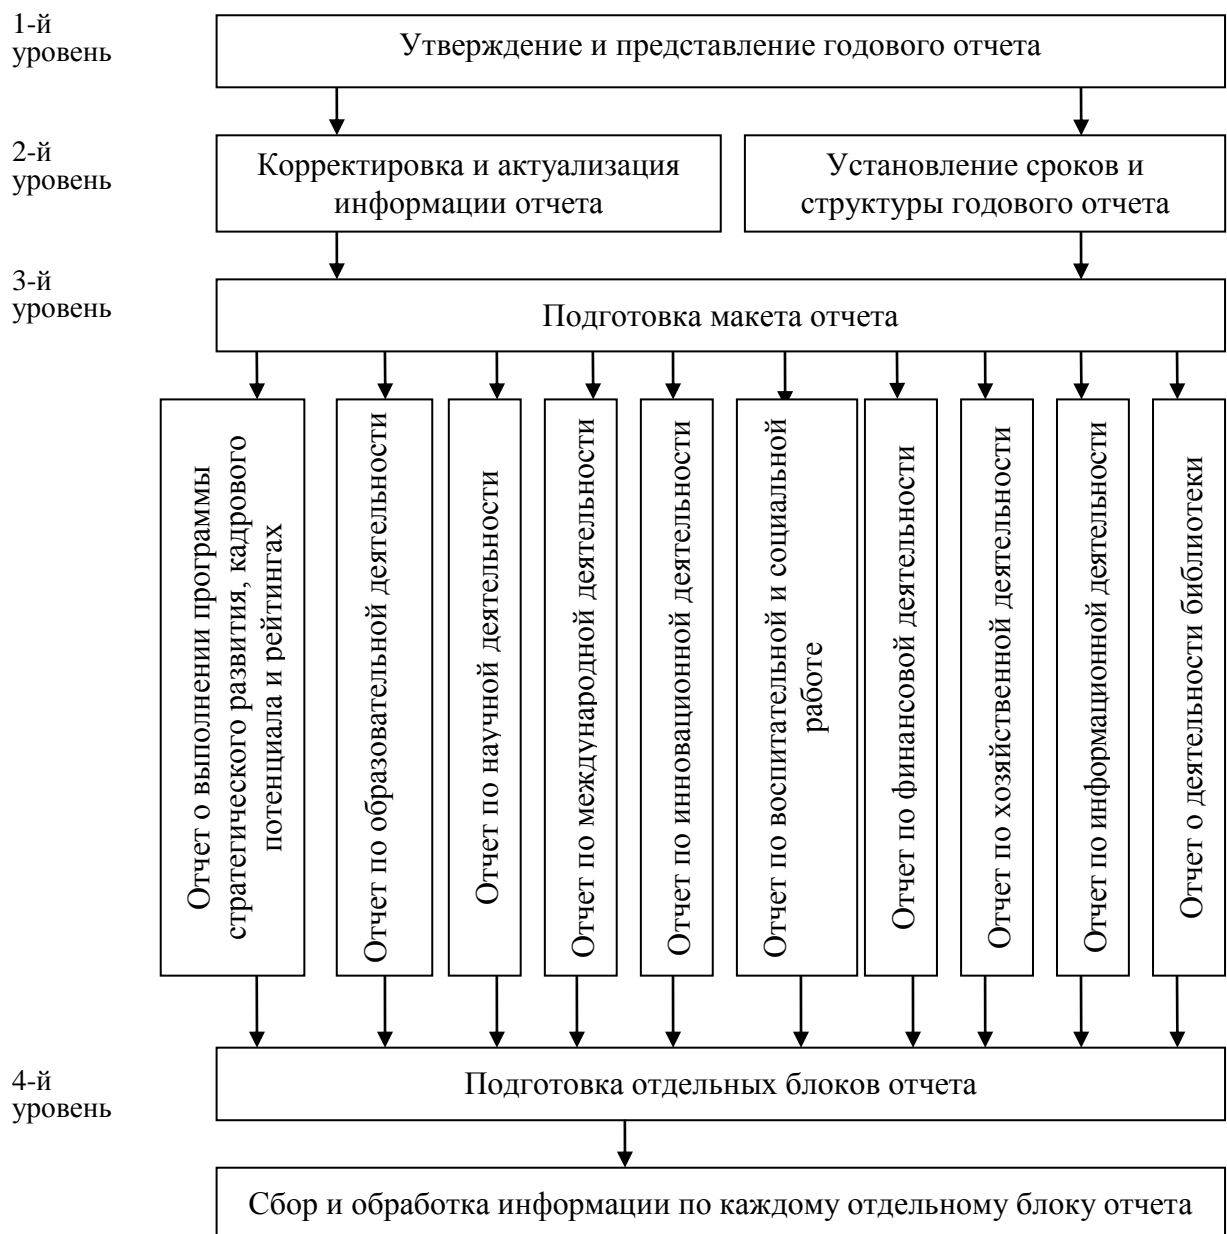 1-й
уровень
Утверждение и представление годового отчета
2-й
уровень
Корректировка и актуализация
информации отчета
Установление сроков и
структуры годового отчета
3-й
уровень
Подготовка макета отчета
Отчет о выполнении программы
стратегического развития, кадрового
потенциала и рейтингах
Отчет по образовательной деятельности
Отчет по научной деятельности
Отчет по международной деятельности
Отчет по инновационной деятельности
Отчет по воспитательной и социальной
работе
Отчет по финансовой деятельности
Отчет по хозяйственной деятельности
Отчет по информационной деятельности
Отчет о деятельности библиотеки
4-й
уровень
Подготовка отдельных блоков отчета
Сбор и обработка информации по каждому отдельному блоку отчета